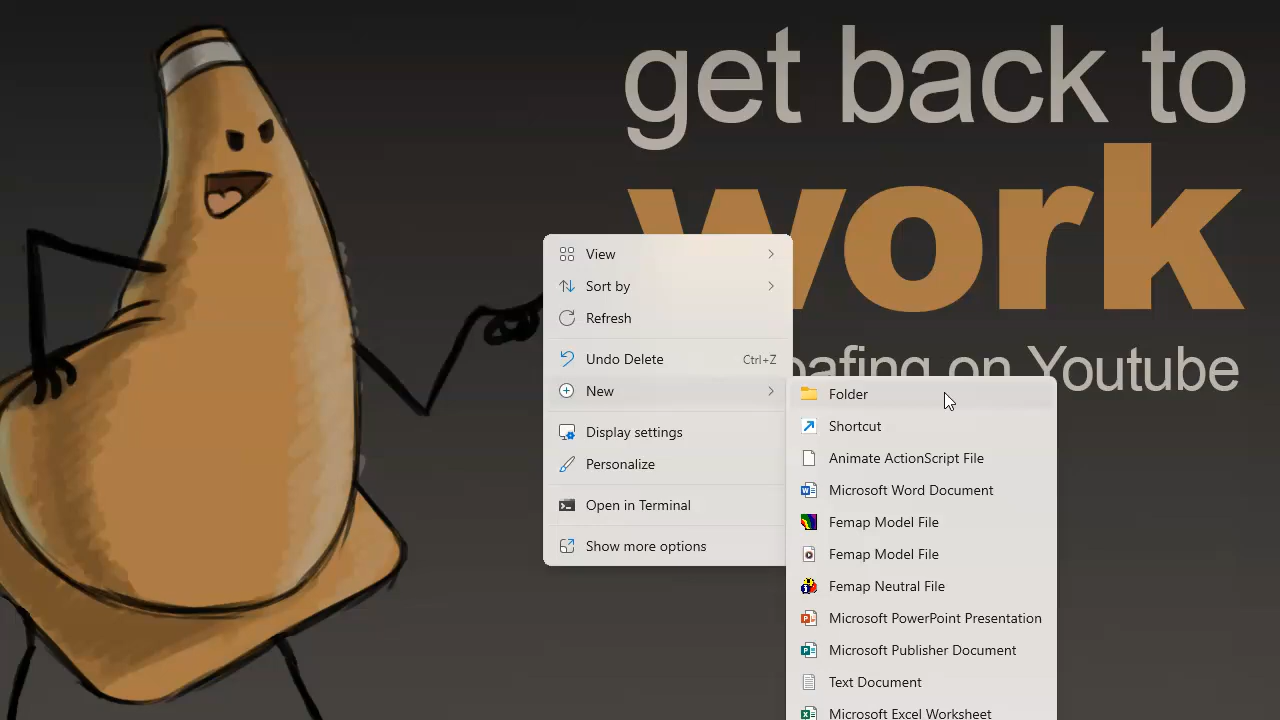 get back to
work
oafing on Youtube
View
Sort by
Refresh
Undo Delete Ctrl+Z
New
Display settings
Personalize
Open in Terminal
Show more options
Folder
Shortcut
Animate ActionScript File
Microsoft Word Document
Femap Model File
Femap Model File
Femap Neutral File
Microsoft PowerPoint Presentation
Microsoft Publisher Document
Text Document
Microsoft Excel Worksheet